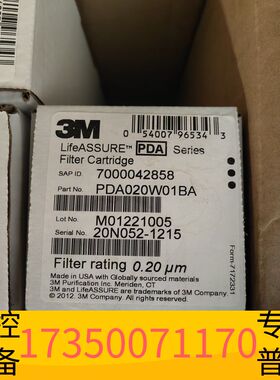 3M
0 54007 96534 3
LifeASSURE™ PDA Series
Filter Cartridge
SAP ID. 7000042858
Part No. PDA020W01BA
Lot No. M01221005
Serial No. 20N052-1215
Filter rating 0.20 µm
Made in USA with Globally sourced materials
3M Purification Inc. Meriden, CT
3M and LifeASSURE are trademarks of 3M Company.
© 2012. 3M All rights reserved.
Form-7172331
控
备
专
17350071170